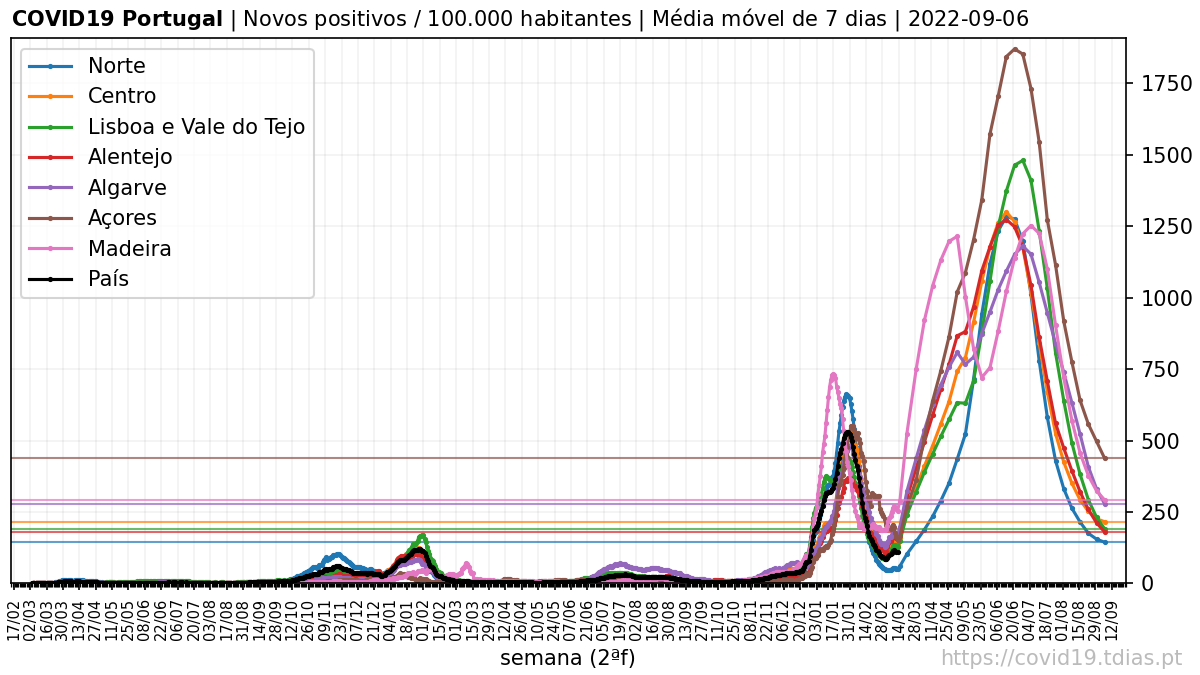 COVID19 Portugal | Novos positivos / 100.000 habitantes | Média móvel de 7 dias | 2022-09-06
Norte
Centro
Lisboa e Vale do Tejo
Alentejo
Algarve
Açores
Madeira
País
1750
1500
1250
1000
750
500
250
0
17/02 02/03 16/03 30/03 13/04 27/04 11/05 25/05 08/06 22/06 06/07 20/07 03/08 17/08 31/08 14/09 28/09 12/10 26/10 09/11 23/11 07/12 21/12 04/01 18/01 01/02 15/02 01/03 15/03 29/03 12/04 26/04 10/05 24/05 07/06 21/06 05/07 19/07 02/08 16/08 30/08 13/09 27/09 11/10 25/10 08/11 22/11 06/12 20/12 03/01 17/01 31/01 14/02 28/02 14/03 28/03 11/04 25/04 09/05 23/05 06/06 20/06 04/07 18/07 01/08 15/08 29/08 12/09
semana (2ªf)
https://covid19.tdias.pt